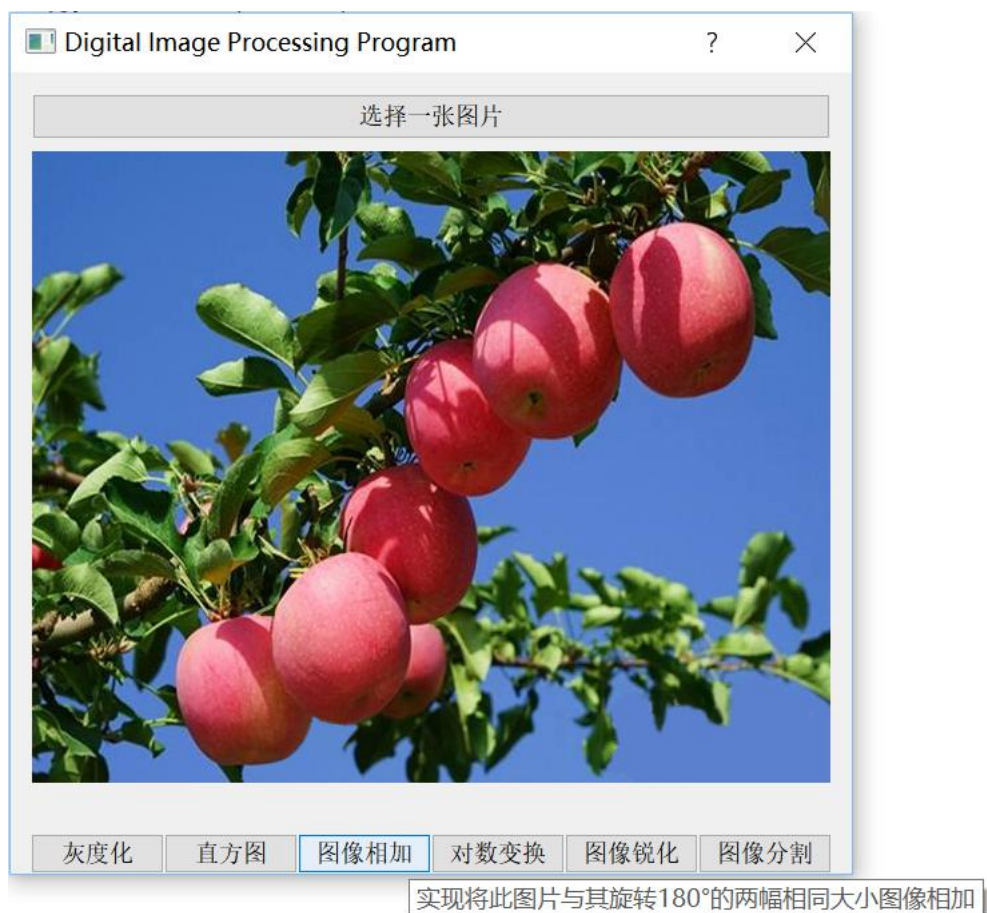 Digital Image Processing Program ?
选择一张图片
灰度化 直方图 图像相加 对数变换 图像锐化 图像分割
实现将此图片与其旋转180°的两幅相同大小图像相加